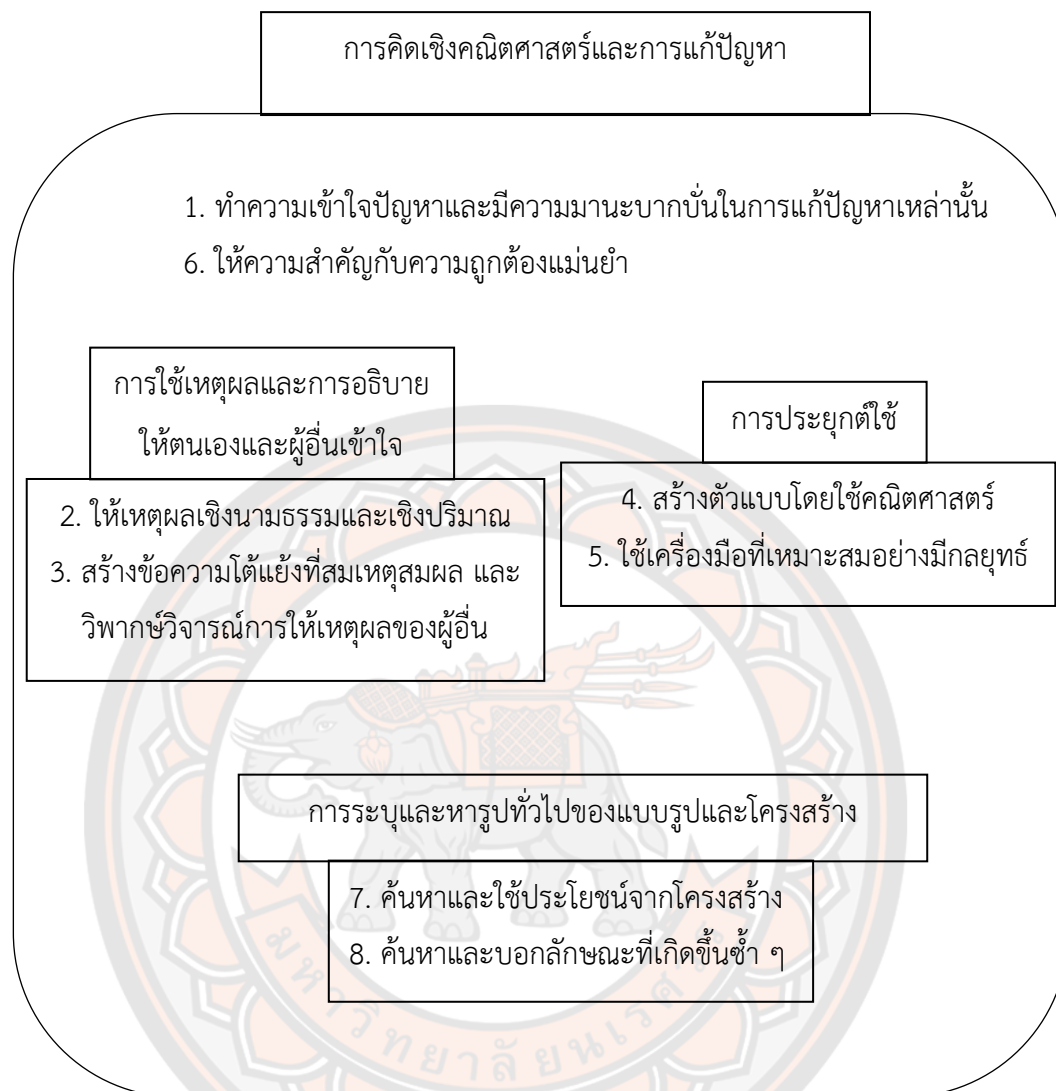 การคิดเชิงคณิตศาสตร์และการแก้ปัญหา
1. ทำความเข้าใจปัญหาและมีความมานะบากบั่นในการแก้ปัญหาเหล่านั้น
6. ให้ความสำคัญกับความถูกต้องแม่นยำ
การใช้เหตุผลและการอธิบาย
ให้ตนเองและผู้อื่นเข้าใจ
2. ให้เหตุผลเชิงนามธรรมและเชิงปริมาณ
3. สร้างข้อความโต้แย้งที่สมเหตุสมผล และ
วิพากษ์วิจารณ์การให้เหตุผลของผู้อื่น
การประยุกต์ใช้
4. สร้างตัวแบบโดยใช้คณิตศาสตร์
5. ใช้เครื่องมือที่เหมาะสมอย่างมีกลยุทธ์
การระบุและหารูปทั่วไปของแบบรูปและโครงสร้าง
7. ค้นหาและใช้ประโยชน์จากโครงสร้าง
8. ค้นหาและบอกลักษณะที่เกิดขึ้นซ้ำ ๆ
มหาวิทยาลัยนเรศวร